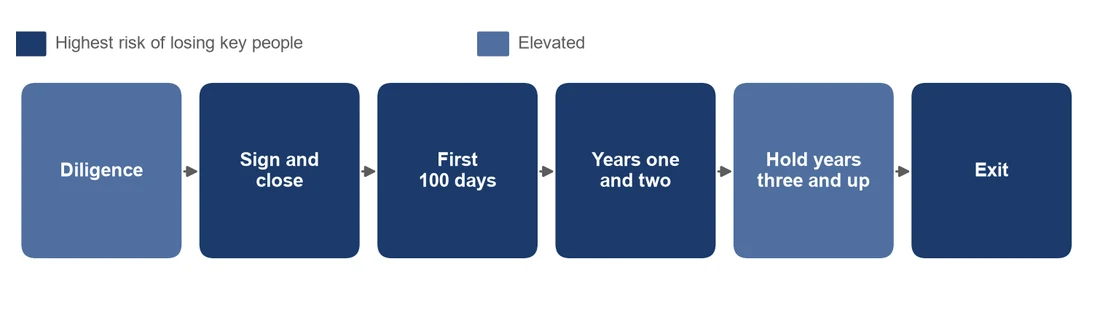 Highest risk of losing key people
Elevated
Diligence
Sign and
close
First
100 days
Years one
and two
Hold years
three and up
Exit